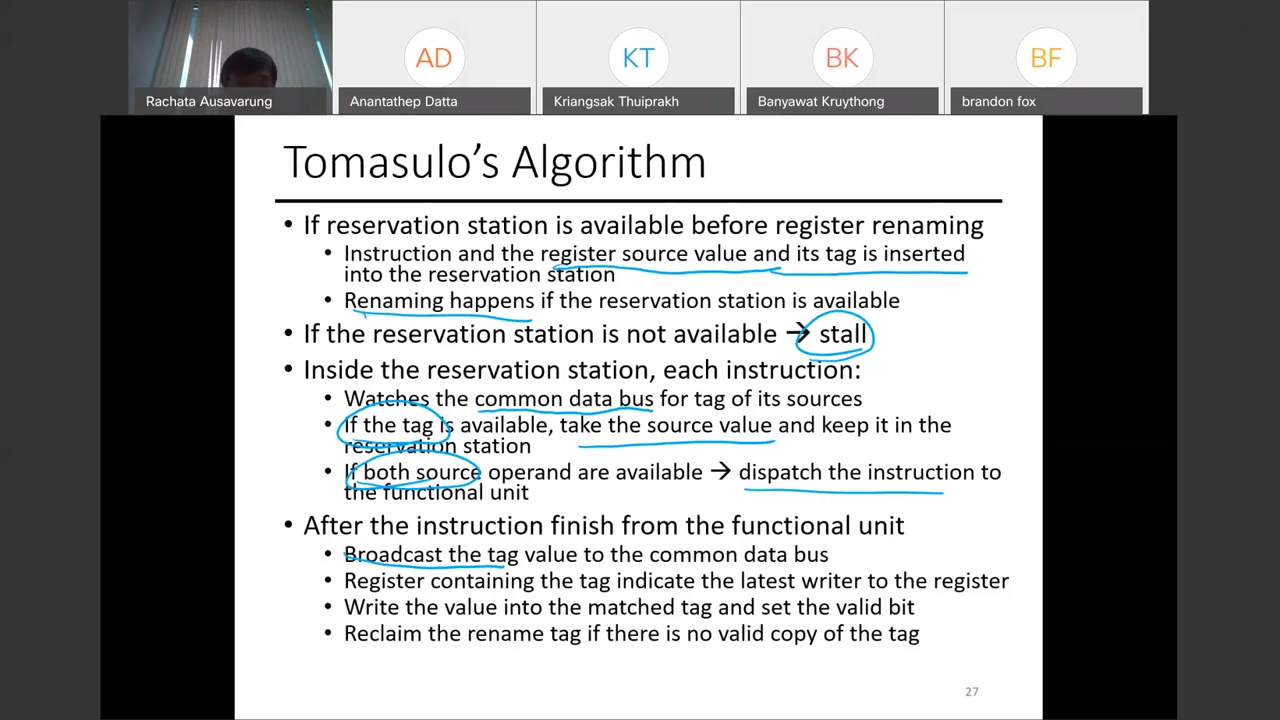 AD
KT
BK
BF
Rachata Ausavarung
Anantathep Datta
Kriangsak Thuiprakh
Banyawat Kruythong
brandon fox
Tomasulo's Algorithm
• If reservation station is available before register renaming
• Instruction and the register source value and its tag is inserted
into the reservation station
• Renaming happens if the reservation station is available
• If the reservation station is not available → stall
• Inside the reservation station, each instruction:
• Watches the common data bus for tag of its sources
• If the tag is available, take the source value and keep it in the
reservation station
• If both source operand are available → dispatch the instruction to
the functional unit
• After the instruction finish from the functional unit
• Broadcast the tag value to the common data bus
• Register containing the tag indicate the latest writer to the register
• Write the value into the matched tag and set the valid bit
• Reclaim the rename tag if there is no valid copy of the tag
27